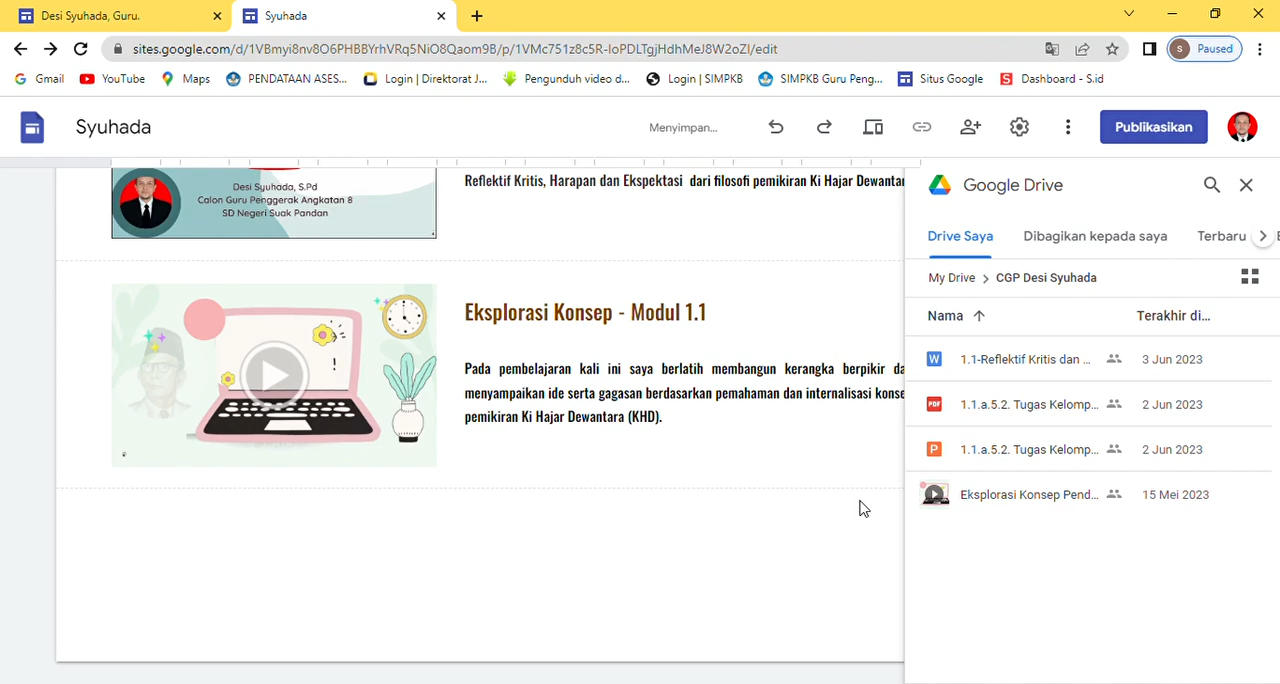 Desi Syuhada, Guru.
Syuhada
sites.google.com/d/1VBmyi8nv8O6PHBBYrhVRq5NiO8Qaom9B/p/1VMc751z8c5R-IoPDLTgjHdhMeJ8W2oZl/edit
S Paused
Gmail YouTube Maps PENDATAAN ASES... Login | Direktorat J... Pengunduh video d... Login | SIMPKB SIMPKB Guru Peng... Situs Google Dashboard - S.id
Syuhada
Menyimpan...
Publikasikan
Desi Syuhada, S.Pd
Calon Guru Penggerak Angkatan 8
SD Negeri Suak Pandan
Reflektif Kritis, Harapan dan Ekspektasi dari filosofi pemikiran Ki Hajar Dewantar
Eksplorasi Konsep - Modul 1.1
Pada pembelajaran kali ini saya berlatih membangun kerangka berpikir da
menyampaikan ide serta gagasan berdasarkan pemahaman dan internalisasi konse
pemikiran Ki Hajar Dewantara (KHD).
Google Drive
Drive Saya Dibagikan kepada saya Terbaru
My Drive > CGP Desi Syuhada
Nama Terakhir di...
W 1.1-Reflektif Kritis dan ... 3 Jun 2023
PDF 1.1.a.5.2. Tugas Kelomp... 2 Jun 2023
P 1.1.a.5.2. Tugas Kelomp... 2 Jun 2023
Eksplorasi Konsep Pend... 15 Mei 2023